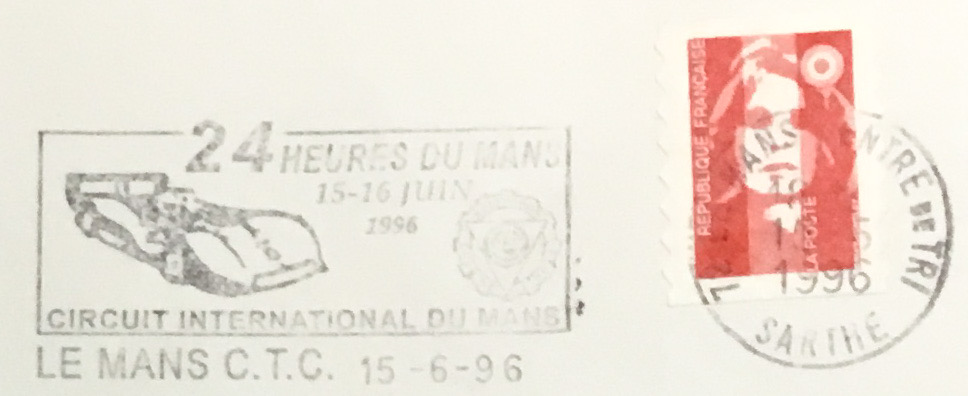 24 HEURES DU MANS
15-16 JUIN
1996
CIRCUIT INTERNATIONAL DU MANS
LE MANS C.T.C. 15-6-96
RÉPUBLIQUE FRANÇAISE
LA POSTE
MANS CENTRE DE TRI
1996
SARTHE